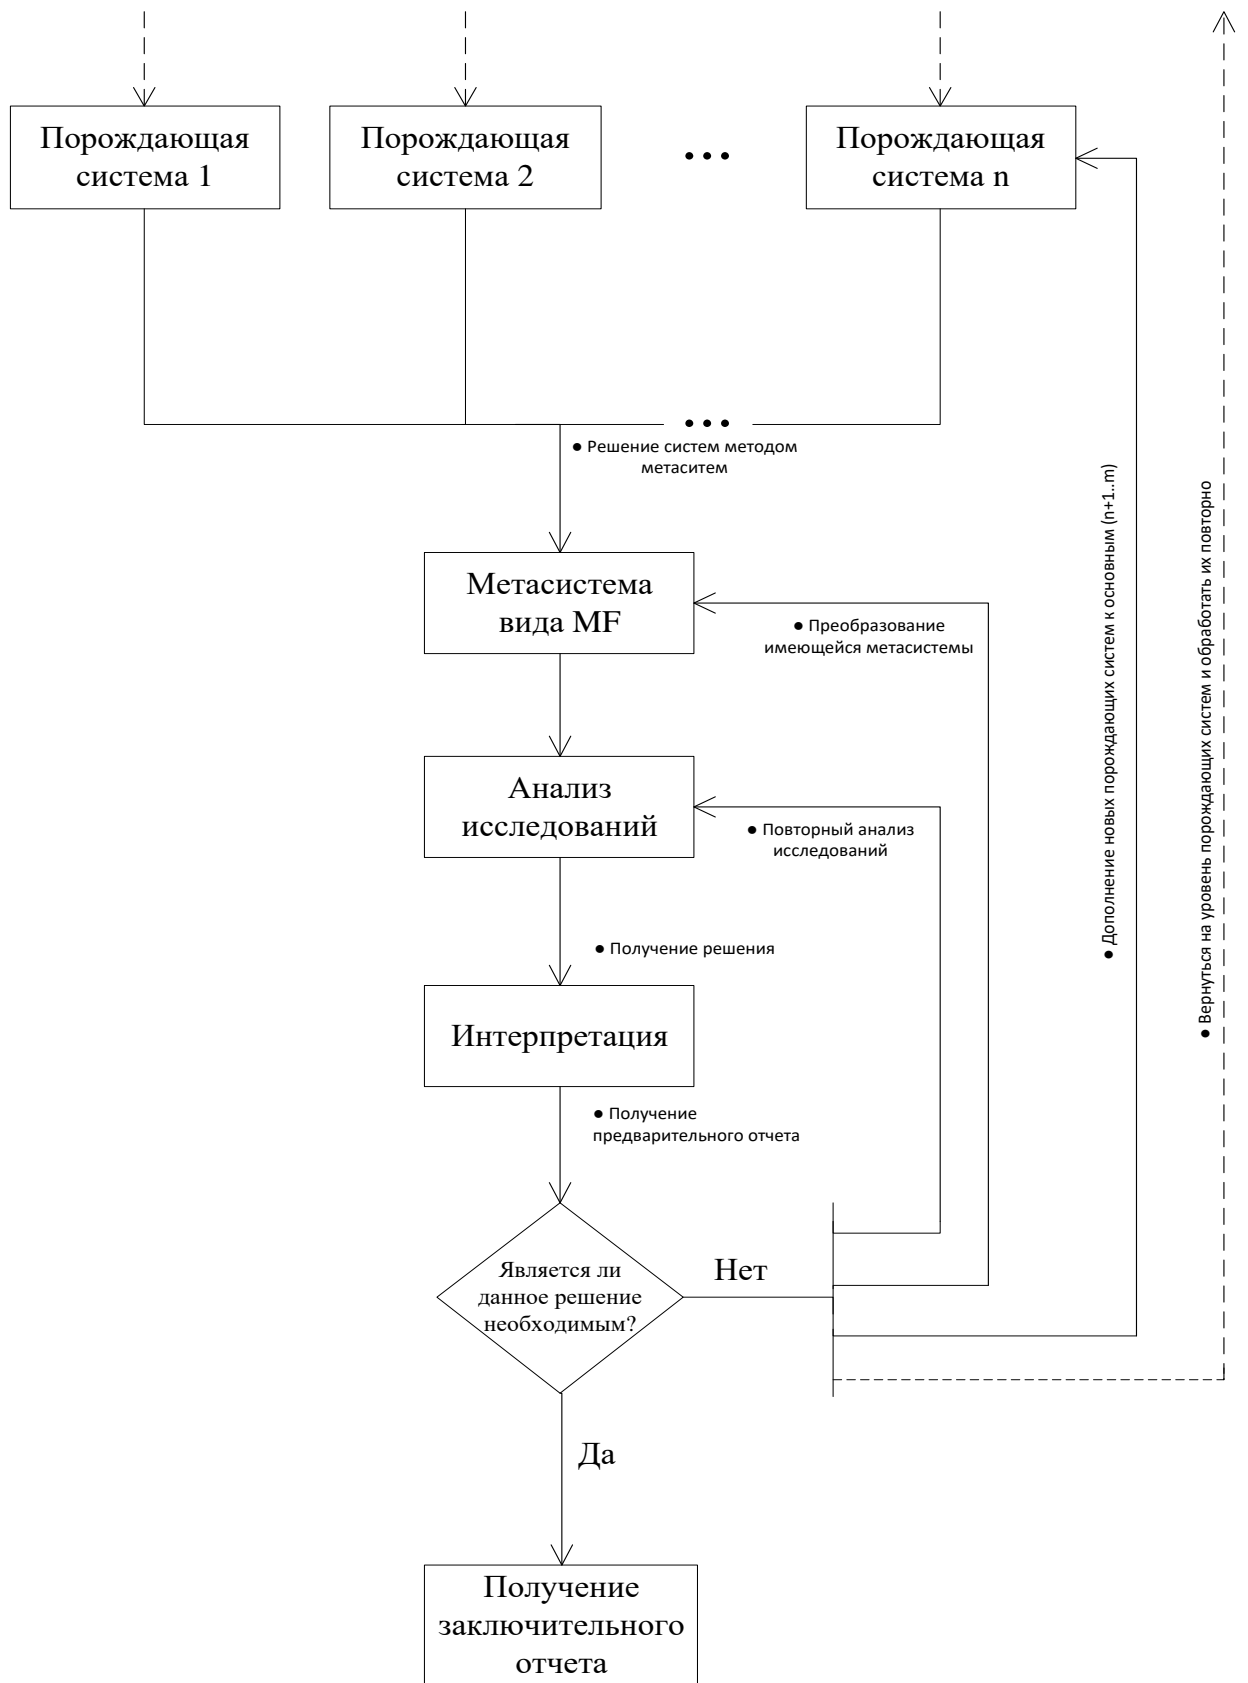 Порождающая
система 1
Порождающая
система 2
•••
Порождающая
система n
•••
● Решение систем методом
метаситем
Метасистема
вида MF
● Преобразование
имеющейся метасистемы
Анализ
исследований
● Повторный анализ
исследований
● Дополнение новых порождающих систем к основным (n+1..m)
● Вернуться на уровень порождающих систем и обработать их повторно
● Получение решения
Интерпретация
● Получение
предварительного отчета
Является ли
данное решение
необходимым?
Нет
Да
Получение
заключительного
отчета